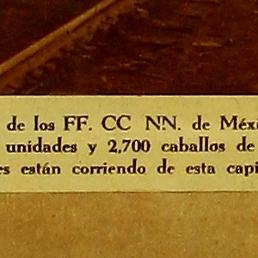 de los FF. CC NN. de Méxi
unidades y 2,700 caballos de
es están corriendo de esta capi